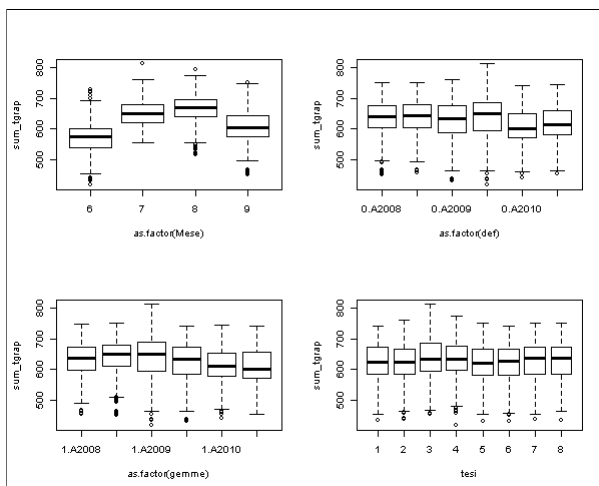 sum_tgrap
800
700
600
500
6 7 8 9
as.factor(Mese)
sum_tgrap
800
700
600
500
0.A2008 0.A2009 0.A2010
as.factor(def)
sum_tgrap
800
700
600
500
1.A2008 1.A2009 1.A2010
as.factor(gemme)
sum_tgrap
800
700
600
500
1 2 3 4 5 6 7 8
tesi